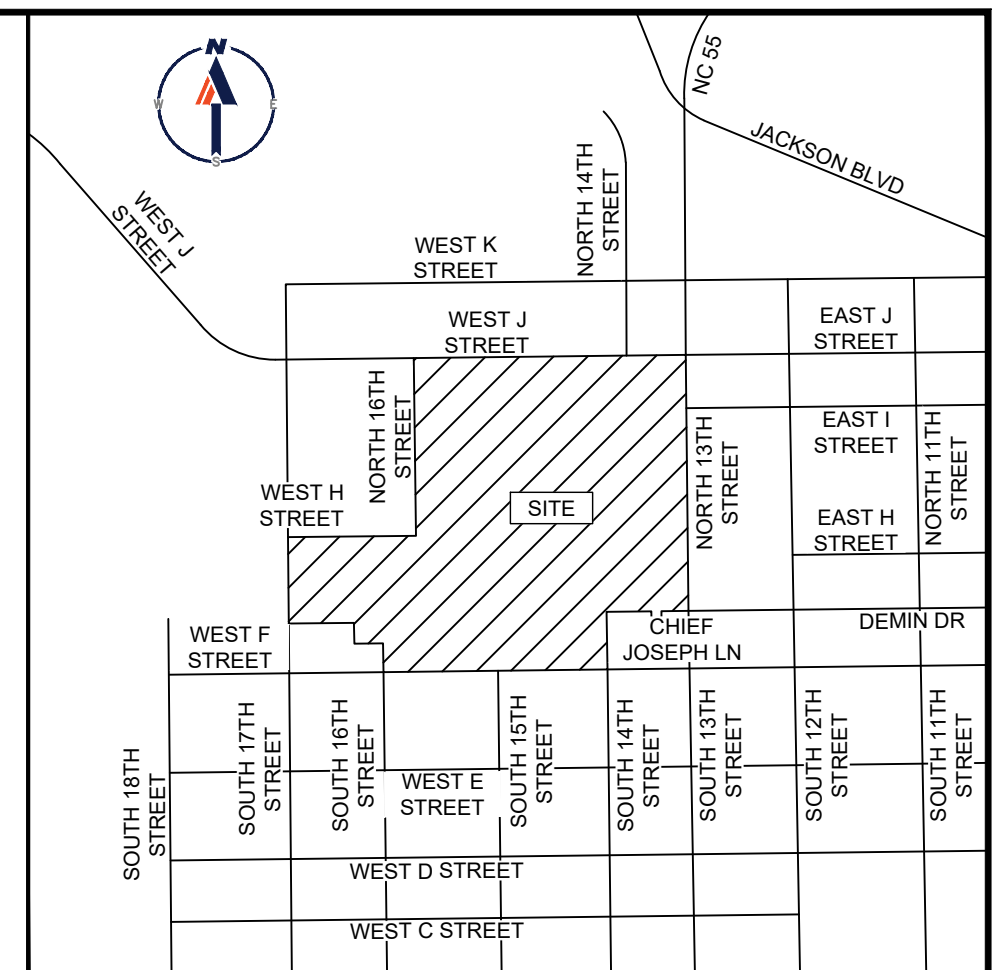 N
W
E
S
NC 55
JACKSON BLVD
NORTH 14TH
STREET
WEST J
STREET
WEST K
STREET
WEST J
STREET
EAST J
STREET
NORTH 16TH
STREET
EAST I
STREET
NORTH 13TH
STREET
NORTH 11TH
STREET
WEST H
STREET
SITE
EAST H
STREET
WEST F
STREET
CHIEF
JOSEPH LN
DEMIN DR
SOUTH 18TH
STREET
SOUTH 17TH
STREET
SOUTH 16TH
STREET
WEST E
STREET
SOUTH 15TH
STREET
SOUTH 14TH
STREET
SOUTH 13TH
STREET
SOUTH 12TH
STREET
SOUTH 11TH
STREET
WEST D STREET
WEST C STREET